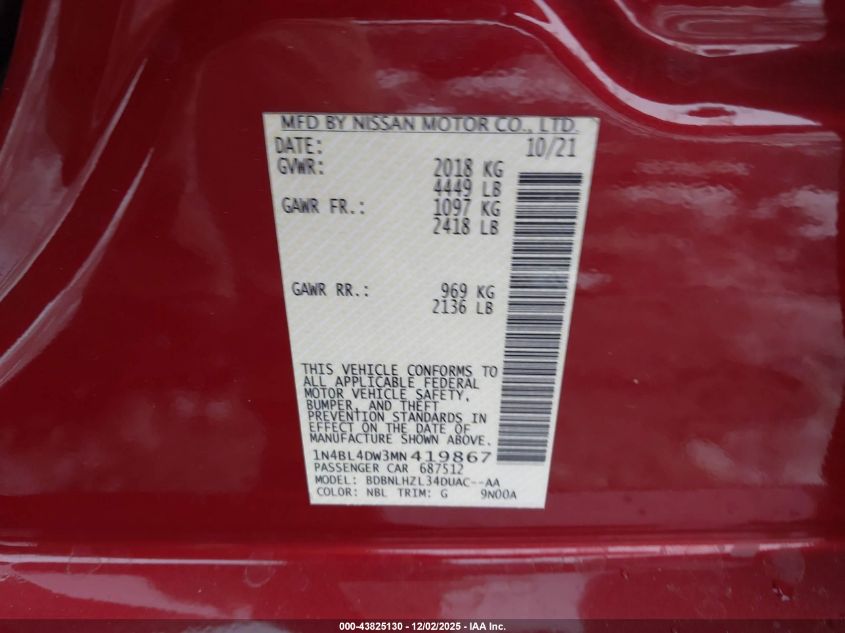 MFD BY NISSAN MOTOR CO., LTD.
DATE: 10/21
GVWR: 2018 KG
4449 LB
GAWR FR.: 1097 KG
2418 LB
GAWR RR.: 969 KG
2136 LB
THIS VEHICLE CONFORMS TO
ALL APPLICABLE FEDERAL
MOTOR VEHICLE SAFETY,
BUMPER, AND THEFT
PREVENTION STANDARDS IN
EFFECT ON THE DATE OF
MANUFACTURE SHOWN ABOVE.
1N4BL4DW3MN419867
PASSENGER CAR 687512
MODEL: BDBNLHZL34DUAC--AA
COLOR: NBL TRIM: G 9N00A
000-43825130 - 12/02/2025 - IAA Inc.